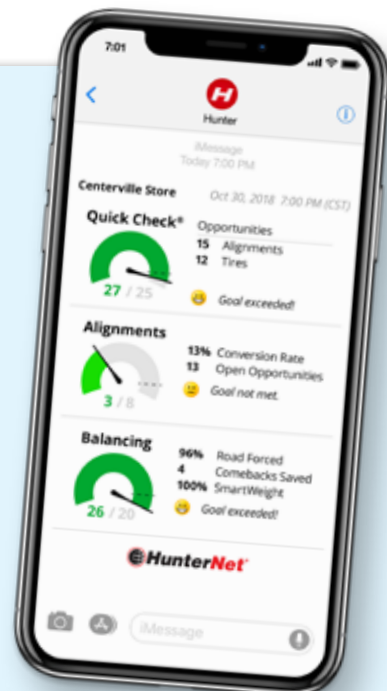 7:01
H
Hunter
iMessage
Today 7:00 PM
Centerville Store
Oct 30, 2018 7:00 PM (CST)
Quick Check®
Opportunities
15 Alignments
12 Tires
27 / 25
Goal exceeded!
Alignments
13% Conversion Rate
13 Open Opportunities
3 / 8
Goal not met.
Balancing
96% Road Forced
4 Comebacks Saved
100% SmartWeight
26 / 20
Goal exceeded!
HunterNet®
iMessage